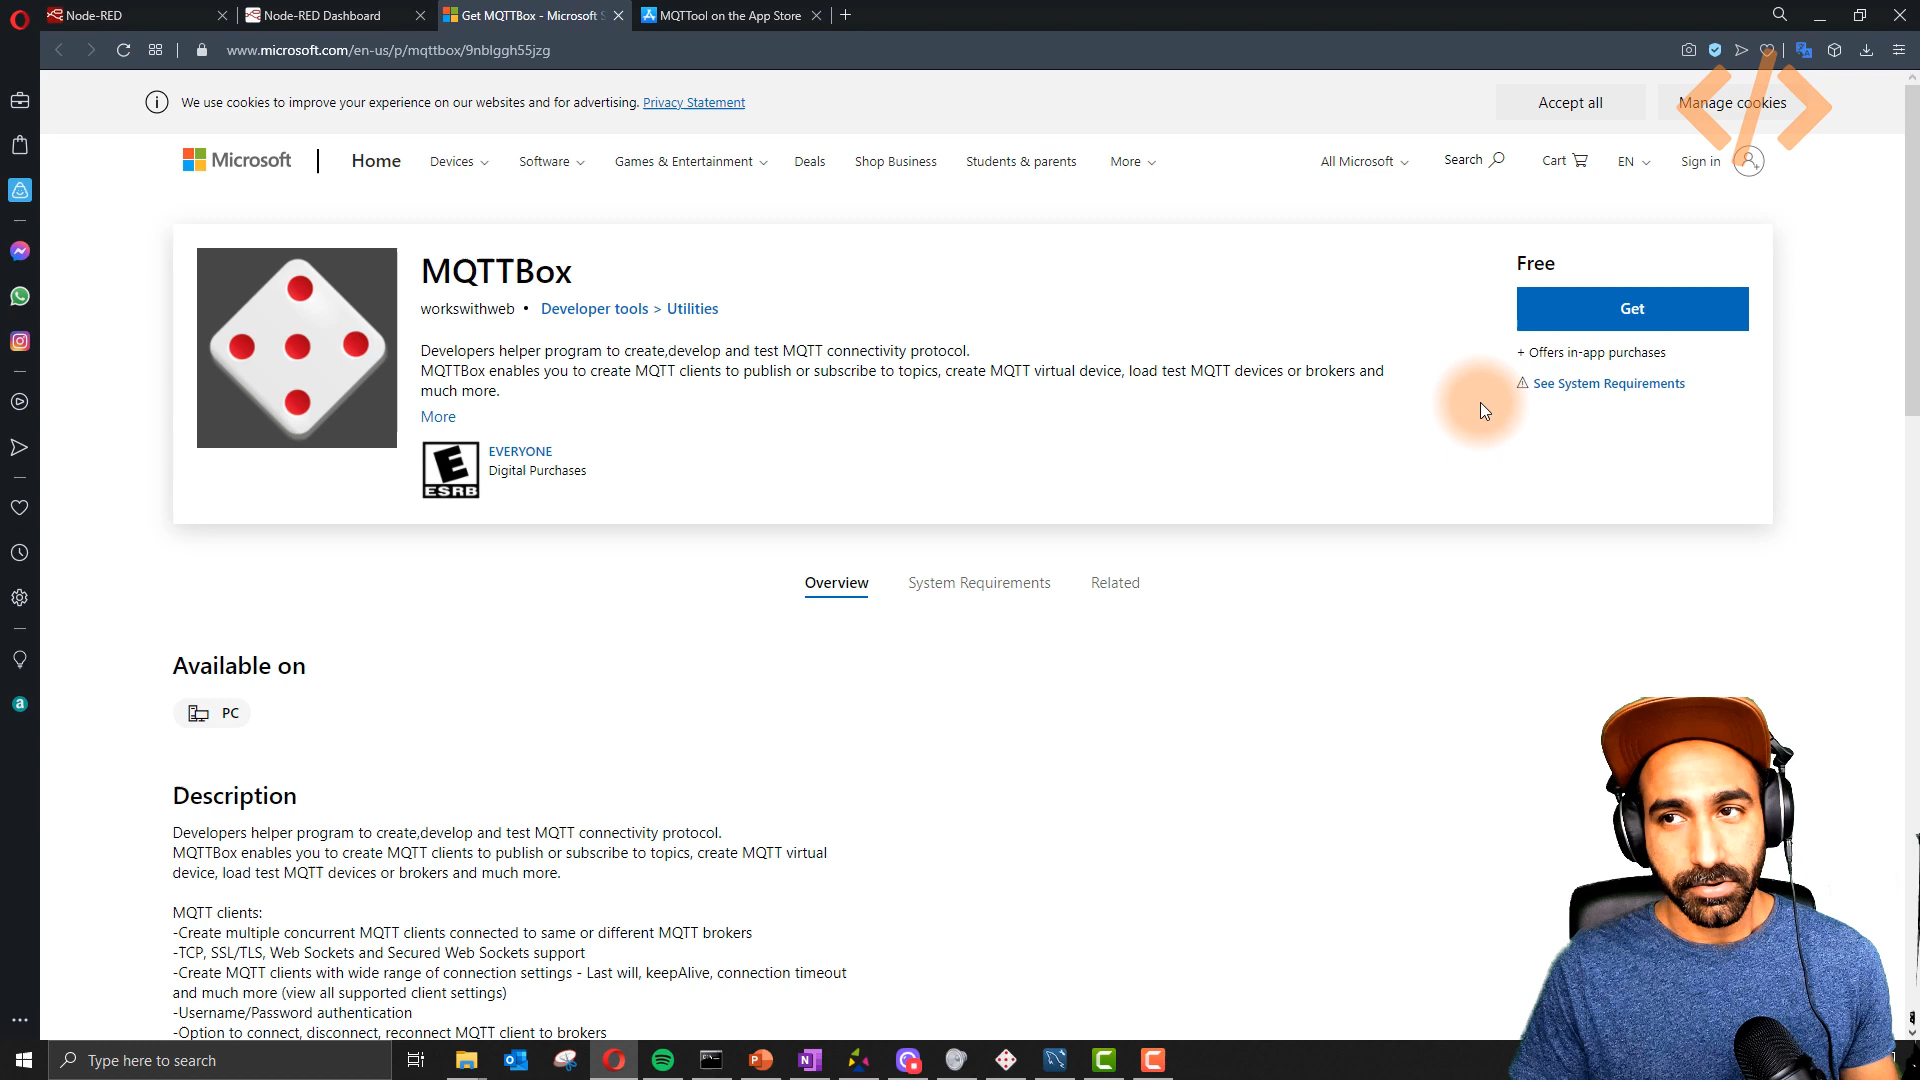 Node-RED
Node-RED Dashboard
Get MQTTBox - Microsoft S
MQTTool on the App Store
www.microsoft.com/en-us/p/mqttbox/9nblggh55jzg
We use cookies to improve your experience on our websites and for advertising. Privacy Statement
Accept all
Manage cookies
Microsoft
Home
Devices
Software
Games & Entertainment
Deals
Shop Business
Students & parents
More
All Microsoft
Search
Cart
EN
Sign in
MQTTBox
workswithweb • Developer tools > Utilities
Developers helper program to create,develop and test MQTT connectivity protocol.
MQTTBox enables you to create MQTT clients to publish or subscribe to topics, create MQTT virtual device, load test MQTT devices or brokers and
much more.
More
E
ESRB
EVERYONE
Digital Purchases
Free
Get
+ Offers in-app purchases
See System Requirements
Overview
System Requirements
Related
Available on
PC
Description
Developers helper program to create,develop and test MQTT connectivity protocol.
MQTTBox enables you to create MQTT clients to publish or subscribe to topics, create MQTT virtual
device, load test MQTT devices or brokers and much more.
MQTT clients:
-Create multiple concurrent MQTT clients connected to same or different MQTT brokers
-TCP, SSL/TLS, Web Sockets and Secured Web Sockets support
-Create MQTT clients with wide range of connection settings - Last will, keepAlive, connection timeout
and much more (view all supported client settings)
-Username/Password authentication
-Option to connect, disconnect, reconnect MQTT client to brokers
Type here to search